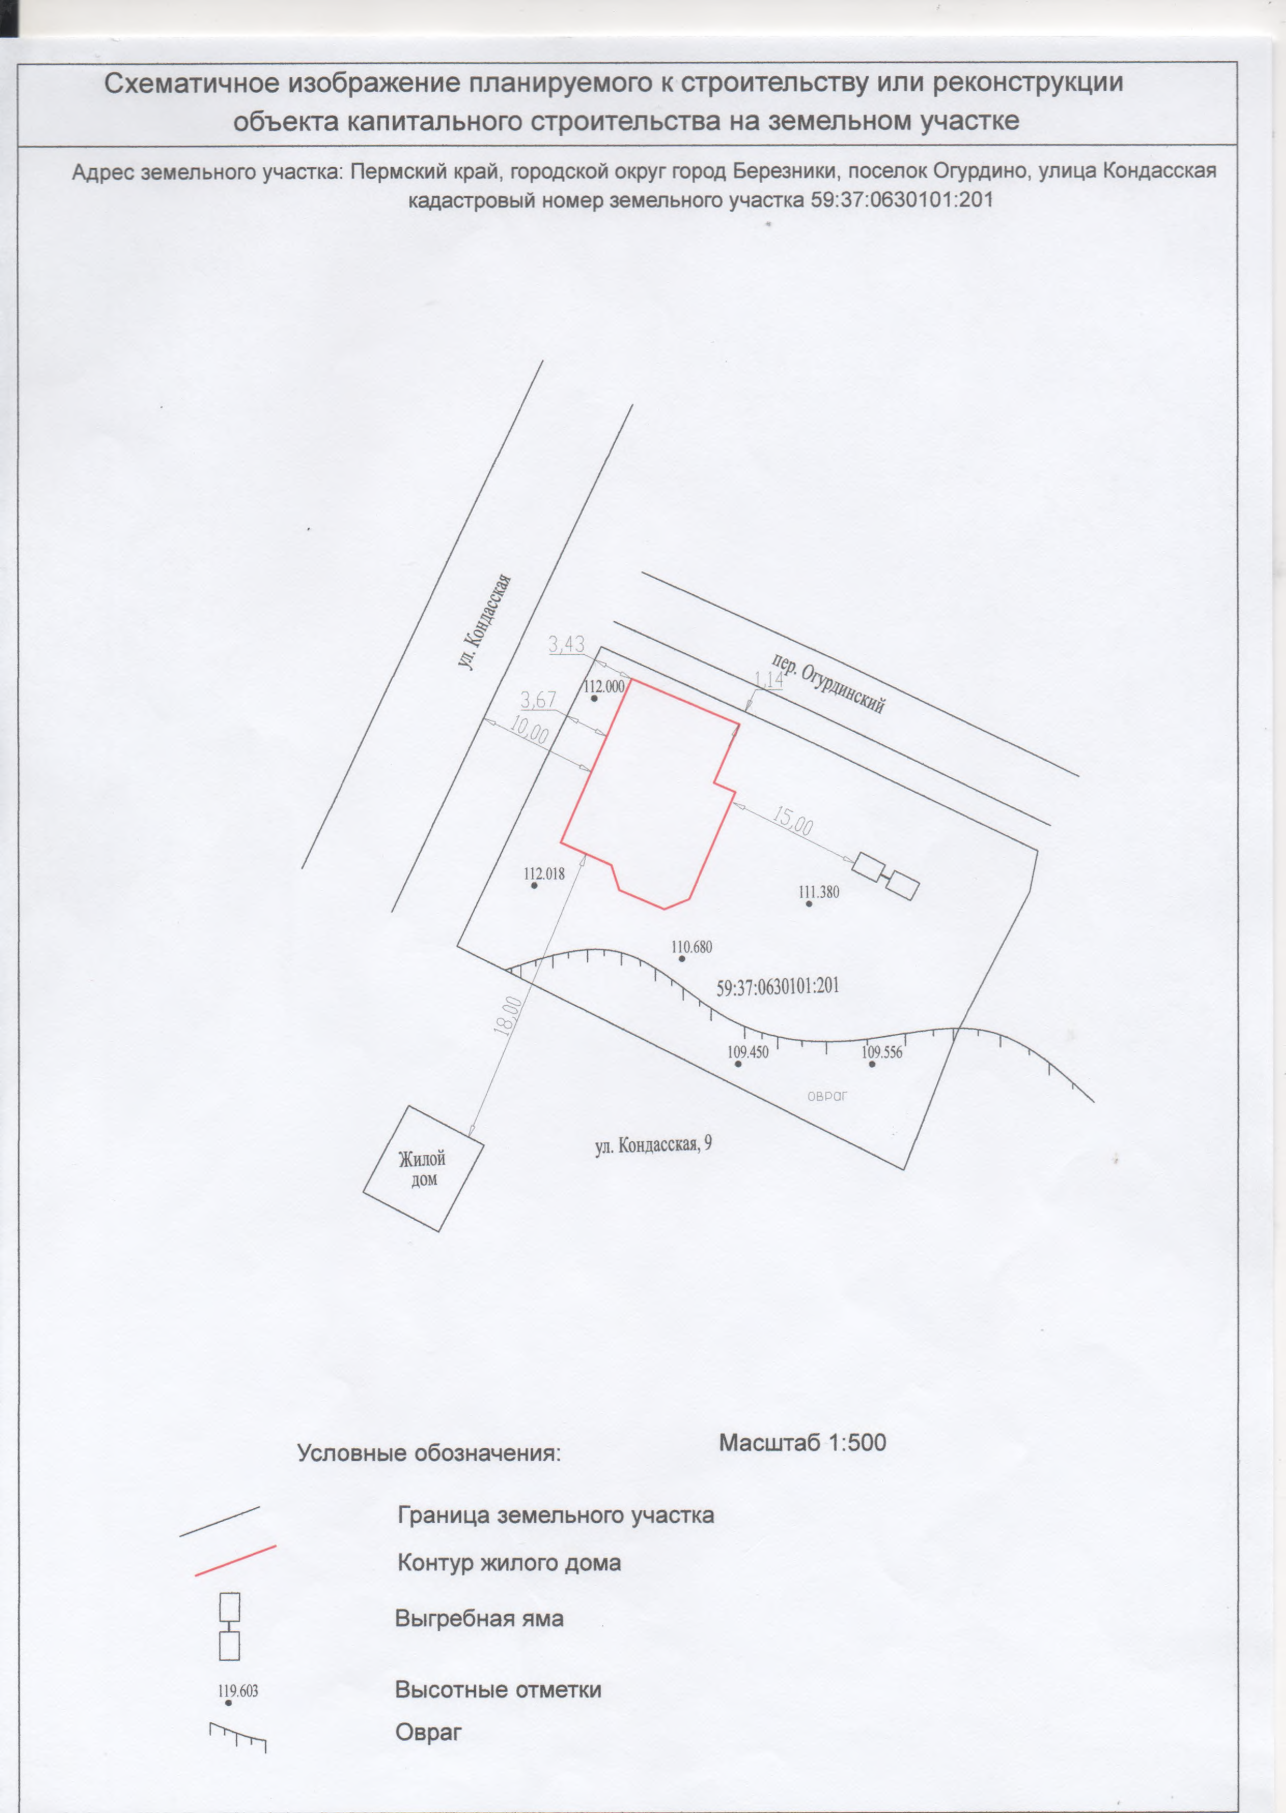 Схематичное изображение планируемого к строительству или реконструкции
объекта капитального строительства на земельном участке
Адрес земельного участка: Пермский край, городской округ город Березники, поселок Огурдино, улица Кондасская
кадастровый номер земельного участка 59:37:0630101:201
ул. Кондасская
3,43
пер. Огурдинский
1,14
112.000
3,67
10,00
15,00
112.018
111.380
110.680
59:37:0630101:201
18,00
109.450
109.556
овраг
ул. Кондасская, 9
Жилой
дом
Условные обозначения:
Масштаб 1:500
Граница земельного участка
Контур жилого дома
Выгребная яма
119.603
Высотные отметки
Овраг